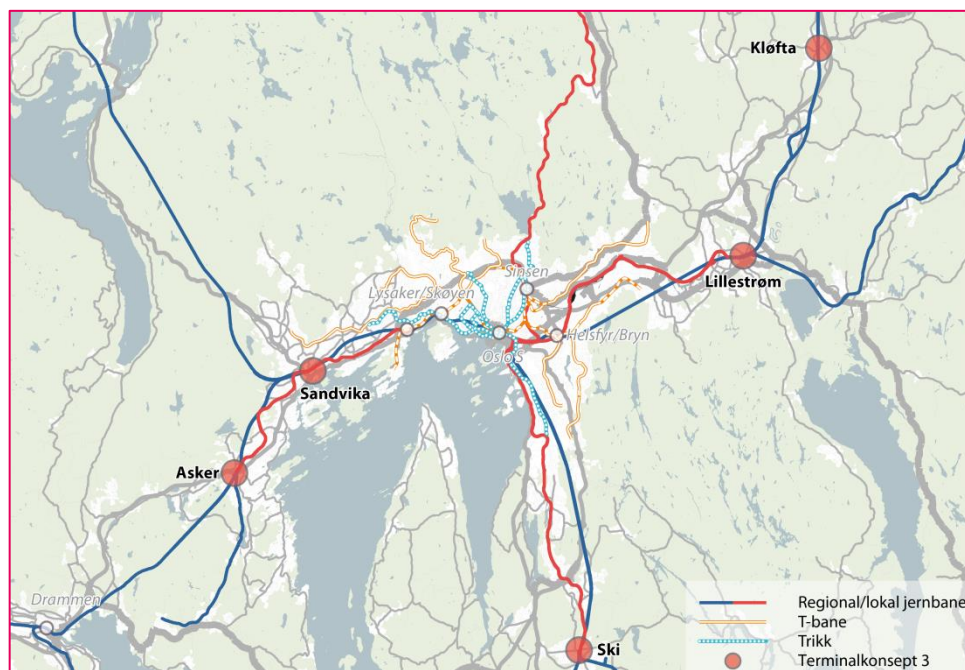 Kløfta
Lillestrøm
Sinsen
Lysaker/Skøyen
Helsfyr/Bryn
Oslo S
Sandvika
Asker
Drammen
Ski
Regional/lokal jernbane
T-bane
Trikk
Terminalkonsept 3